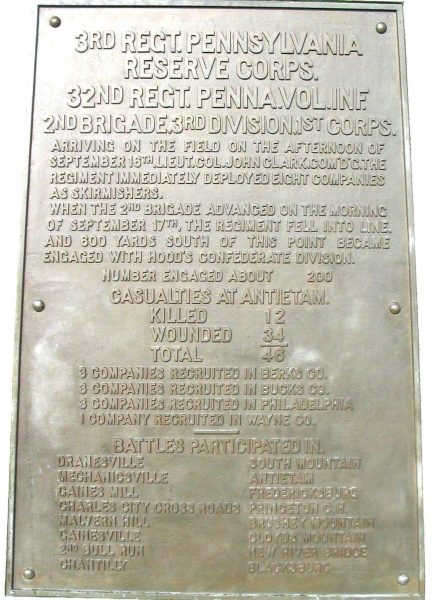 3RD REGT. PENNSYLVANIA
RESERVE CORPS.
32ND REGT. PENNA. VOL. INF.
2ND BRIGADE, 3RD DIVISION, 1ST CORPS.
ARRIVING ON THE FIELD ON THE AFTERNOON OF
SEPTEMBER 16TH, LIEUT. COL. JOHN CLARK, COM'D'G, THE
REGIMENT IMMEDIATELY DEPLOYED EIGHT COMPANIES
AS SKIRMISHERS.
WHEN THE 2ND BRIGADE ADVANCED ON THE MORNING
OF SEPTEMBER 17TH, THE REGIMENT FELL INTO LINE.
AND 600 YARDS SOUTH OF THIS POINT BECAME
ENGAGED WITH HOOD'S CONFEDERATE DIVISION.
NUMBER ENGAGED ABOUT 200
CASUALTIES AT ANTIETAM.
KILLED 12
WOUNDED 34
TOTAL 46
3 COMPANIES RECRUITED IN BERKS CO.
3 COMPANIES RECRUITED IN BUCKS CO.
3 COMPANIES RECRUITED IN PHILADELPHIA
1 COMPANY RECRUITED IN WAYNE CO.
BATTLES PARTICIPATED IN.
DRANESVILLE SOUTH MOUNTAIN
MECHANICSVILLE ANTIETAM
GAINES MILL FREDERICKSBURG
CHARLES CITY CROSS ROADS PRINCETON C.H.
MALVERN HILL BRUSHEY MOUNTAIN
GAINESVILLE CLOYDS MOUNTAIN
2ND BULL RUN NEW RIVER BRIDGE
CHANTILLY BLACKSBURG